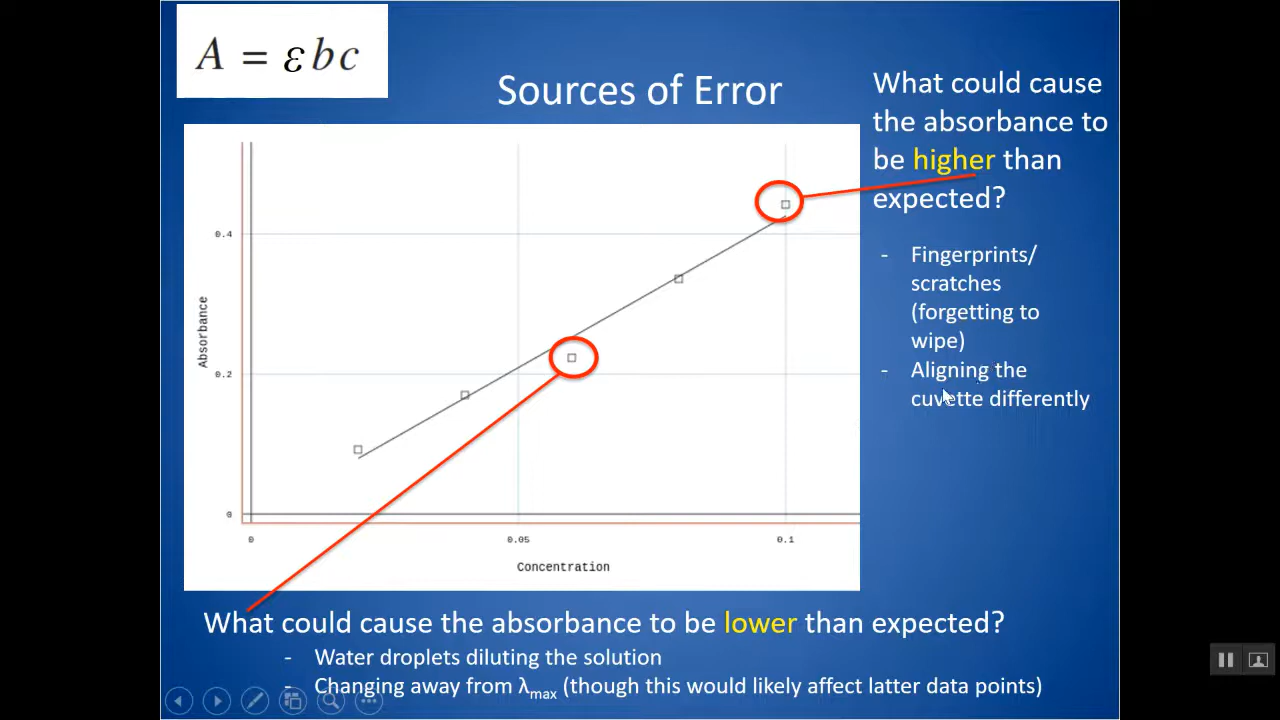 A = εbc
Sources of Error
What could cause
the absorbance to
be higher than
expected?
- Fingerprints/
scratches
(forgetting to
wipe)
- Aligning the
cuvette differently
Absorbance
0.4
0.2
0
0
0.05
0.1
Concentration
What could cause the absorbance to be lower than expected?
- Water droplets diluting the solution
- Changing away from λmax (though this would likely affect latter data points)